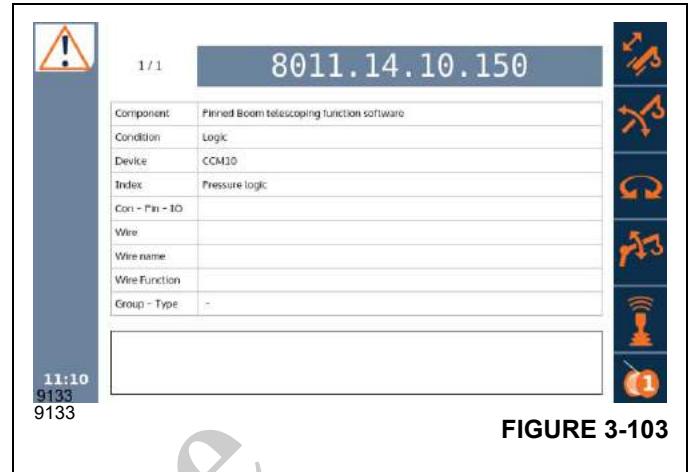 1/1
8011.14.10.150
Component Pinned Boom telescoping function software
Condition Logic
Device CCM10
Index Pressure logic
Con - Pin - IO
Wire
Wire name
Wire Function
Group - Type -
1
11:10
9133
9133
FIGURE 3-103